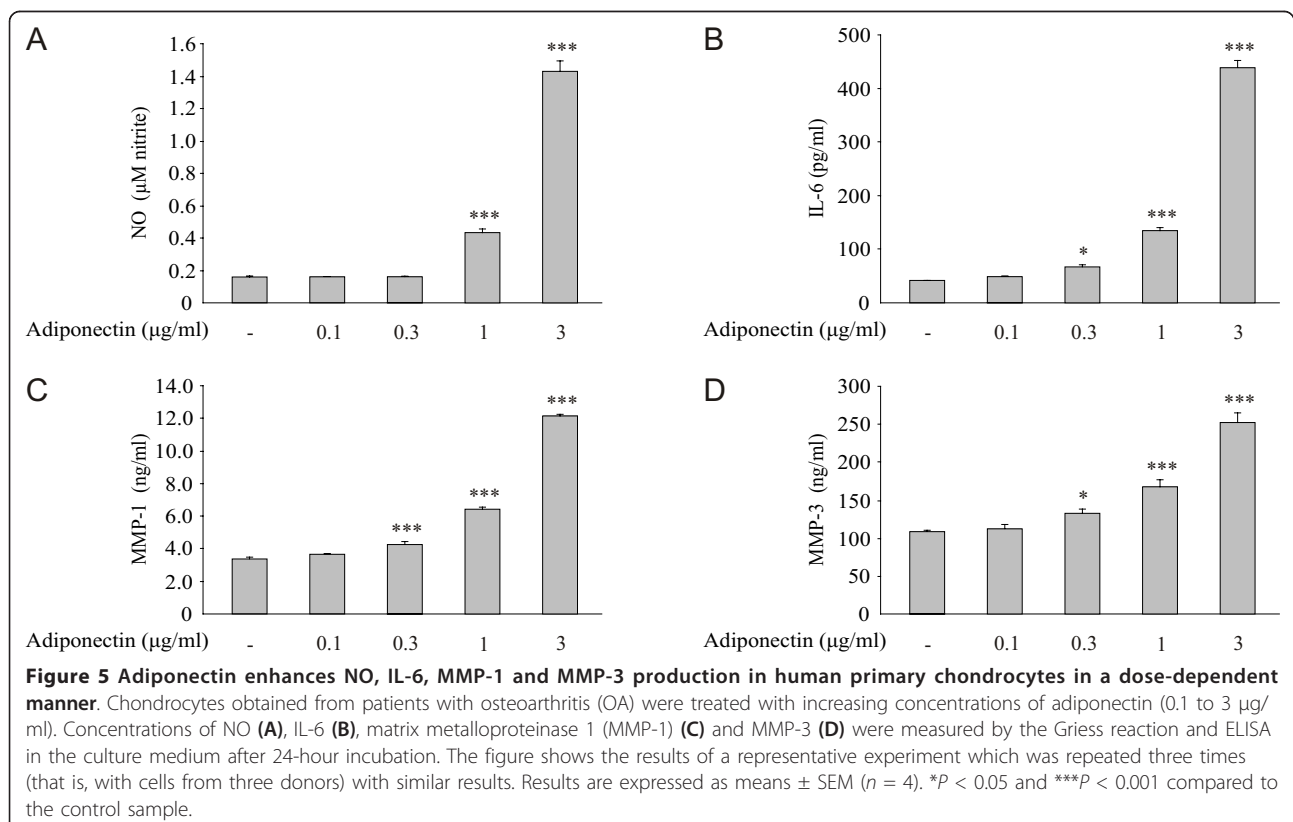 A
1.6
1.4
1.2
1.0
0.8
0.6
0.4
0.2
0
NO (μM nitrite)
***
***
Adiponectin (μg/ml) - 0.1 0.3 1 3
B
500
400
300
200
100
0
IL-6 (pg/ml)
*
***
***
Adiponectin (μg/ml) - 0.1 0.3 1 3
C
14.0
12.0
10.0
8.0
6.0
4.0
2.0
0
MMP-1 (ng/ml)
***
***
***
Adiponectin (μg/ml) - 0.1 0.3 1 3
D
300
250
200
150
100
50
0
MMP-3 (ng/ml)
*
***
***
Adiponectin (μg/ml) - 0.1 0.3 1 3
Figure 5 Adiponectin enhances NO, IL-6, MMP-1 and MMP-3 production in human primary chondrocytes in a dose-dependent
manner. Chondrocytes obtained from patients with osteoarthritis (OA) were treated with increasing concentrations of adiponectin (0.1 to 3 μg/
ml). Concentrations of NO (A), IL-6 (B), matrix metalloproteinase 1 (MMP-1) (C) and MMP-3 (D) were measured by the Griess reaction and ELISA
in the culture medium after 24-hour incubation. The figure shows the results of a representative experiment which was repeated three times
(that is, with cells from three donors) with similar results. Results are expressed as means ± SEM (n = 4). *P < 0.05 and ***P < 0.001 compared to
the control sample.